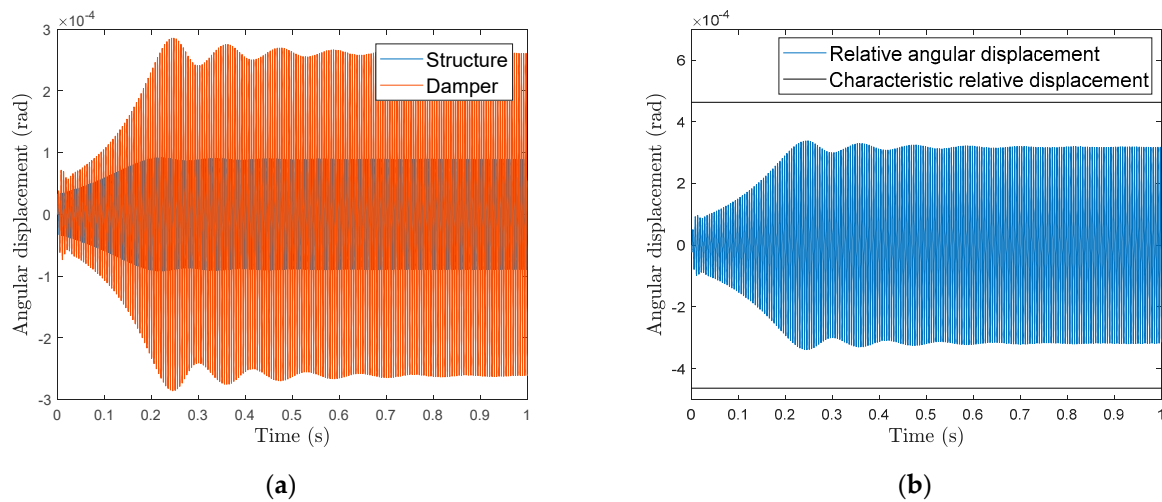 ×10⁻⁴
3
2
1
0
-1
-2
-3
Angular displacement (rad)
Structure
Damper
0 0.1 0.2 0.3 0.4 0.5 0.6 0.7 0.8 0.9 1
Time (s)
(a)
×10⁻⁴
6
4
2
0
-2
-4
Angular displacement (rad)
Relative angular displacement
Characteristic relative displacement
0 0.1 0.2 0.3 0.4 0.5 0.6 0.7 0.8 0.9 1
Time (s)
(b)